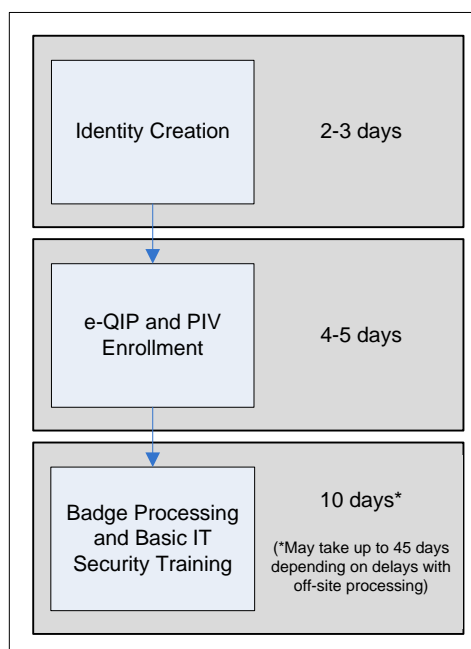 Identity Creation
2-3 days
e-QIP and PIV
Enrollment
4-5 days
Badge Processing
and Basic IT
Security Training
10 days*
(*May take up to 45 days
depending on delays with
off-site processing)